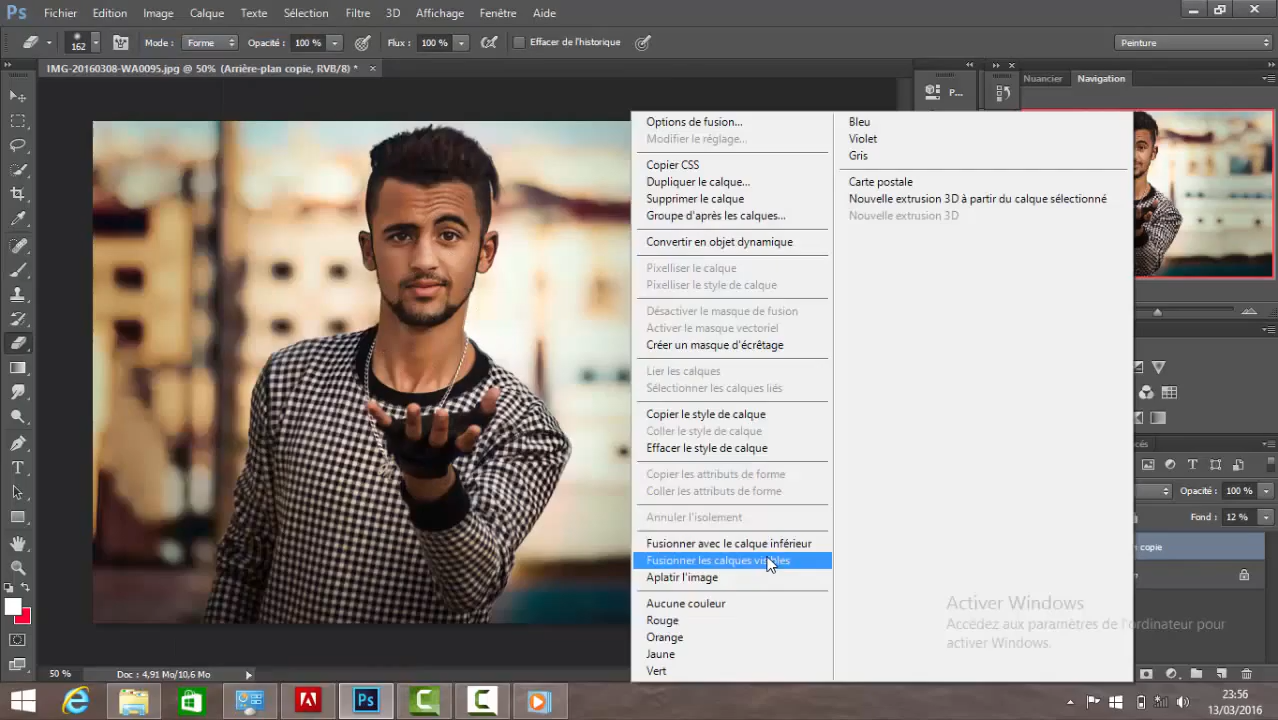 Ps Fichier Edition Image Calque Texte Sélection Filtre 3D Affichage Fenêtre Aide
162 Mode : Forme Opacité : 100 % Flux : 100 % Effacer de l'historique Peinture
IMG-20160308-WA0095.jpg @ 50% (Arrière-plan copie, RVB/8) *
P... Nuancier Navigation
Options de fusion...
Modifier le réglage...
Copier CSS
Dupliquer le calque...
Supprimer le calque
Groupe d'après les calques...
Convertir en objet dynamique
Pixelliser le calque
Pixelliser le style de calque
Désactiver le masque de fusion
Activer le masque vectoriel
Créer un masque d'écrêtage
Lier les calques
Sélectionner les calques liés
Copier le style de calque
Coller le style de calque
Effacer le style de calque
Copier les attributs de forme
Coller les attributs de forme
Annuler l'isolement
Fusionner avec le calque inférieur
Fusionner les calques visibles
Aplatir l'image
Aucune couleur
Rouge
Orange
Jaune
Vert
Bleu
Violet
Gris
Carte postale
Nouvelle extrusion 3D à partir du calque sélectionné
Nouvelle extrusion 3D
Opacité : 100 %
Fond : 12 %
copie
Activer Windows
Accédez aux paramètres de l'ordinateur pour
activer Windows.
50 % Doc : 4,91 Mo/10,6 Mo
Ps
23:56
13/03/2016